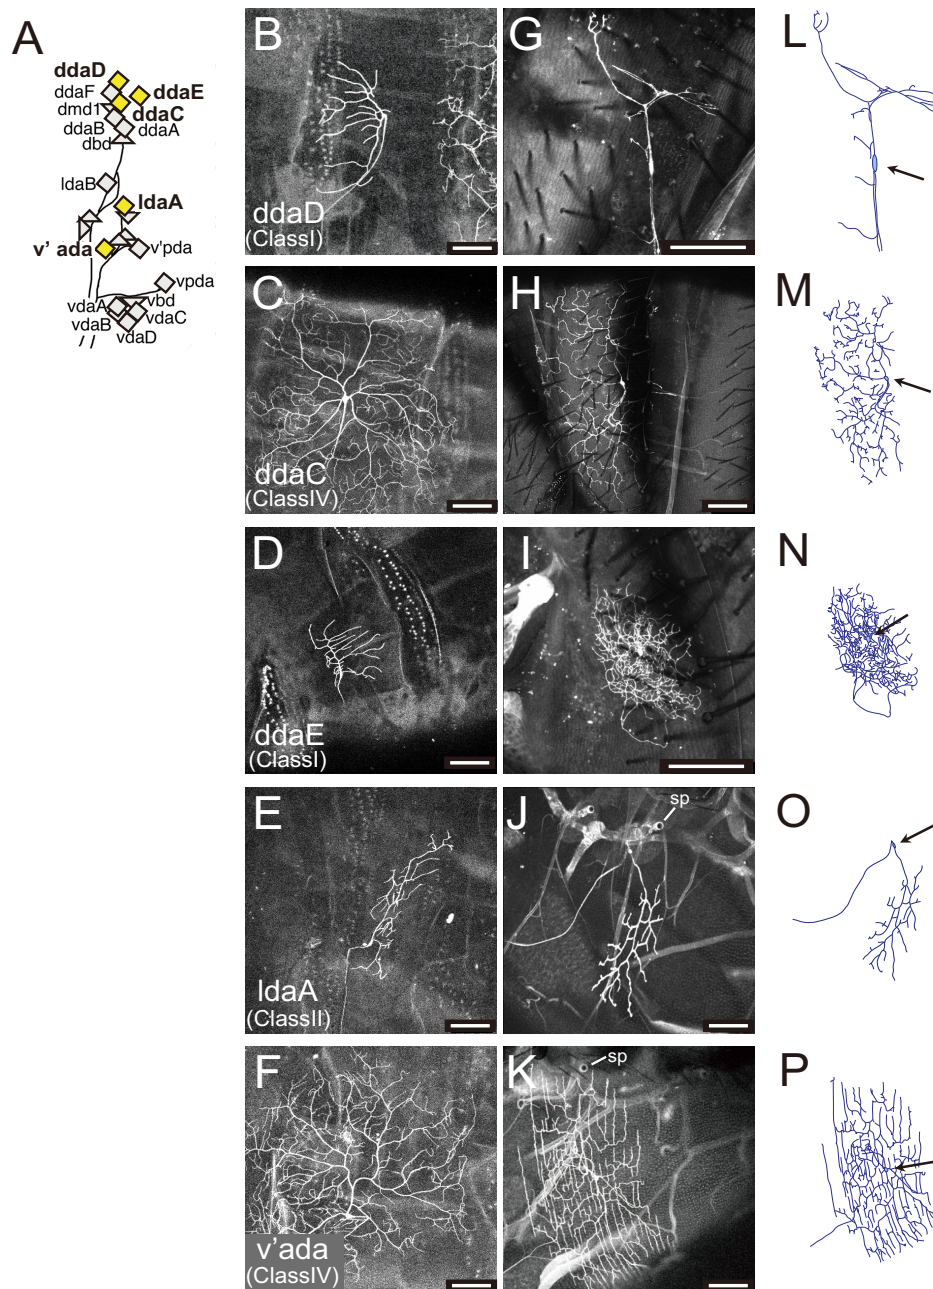 A
ddaD
ddaF
ddaE
dmd1
ddaC
ddaB
ddaA
dbd
ldaB
ldaA
v' ada
v'pda
vpda
vdaA
vbd
vdaB
vdaC
vdaD
B
ddaD
(ClassI)
G
L
C
ddaC
(ClassIV)
H
M
D
ddaE
(ClassI)
I
N
E
ldaA
(ClassII)
J
sp
O
F
v'ada
(ClassIV)
K
sp
P